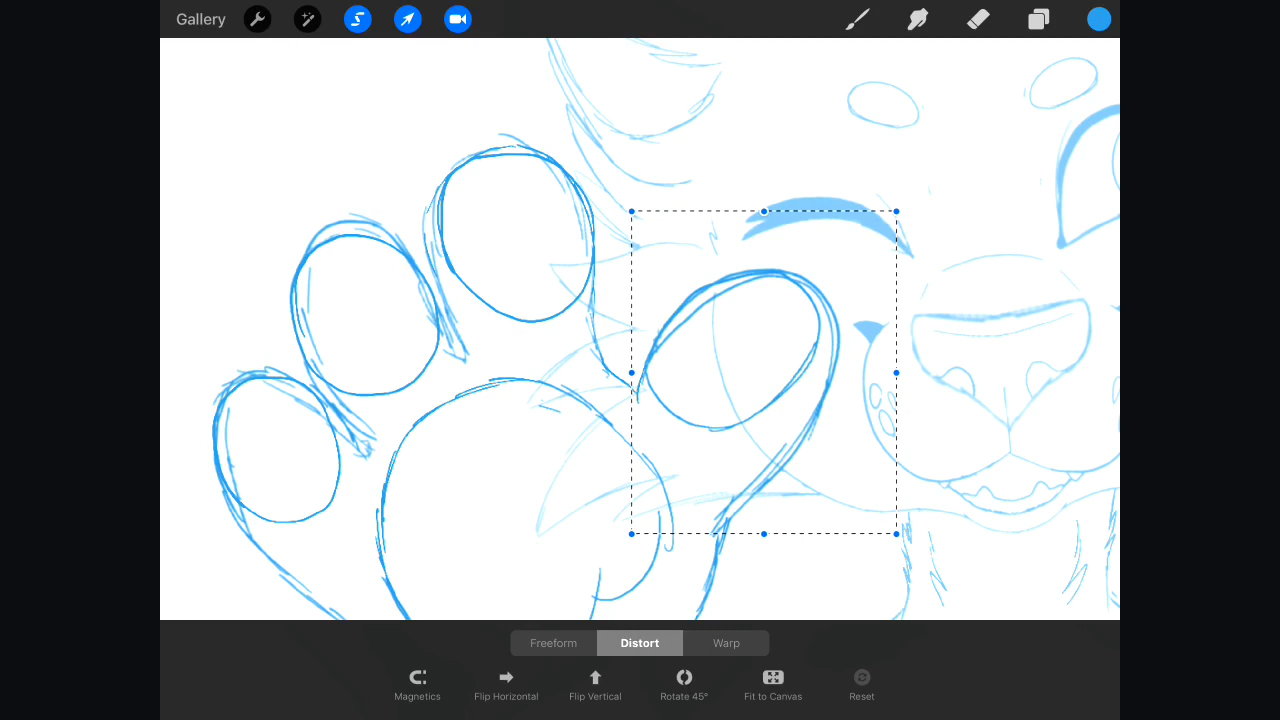 Gallery
Freeform Distort Warp
Magnetics Flip Horizontal Flip Vertical Rotate 45° Fit to Canvas Reset